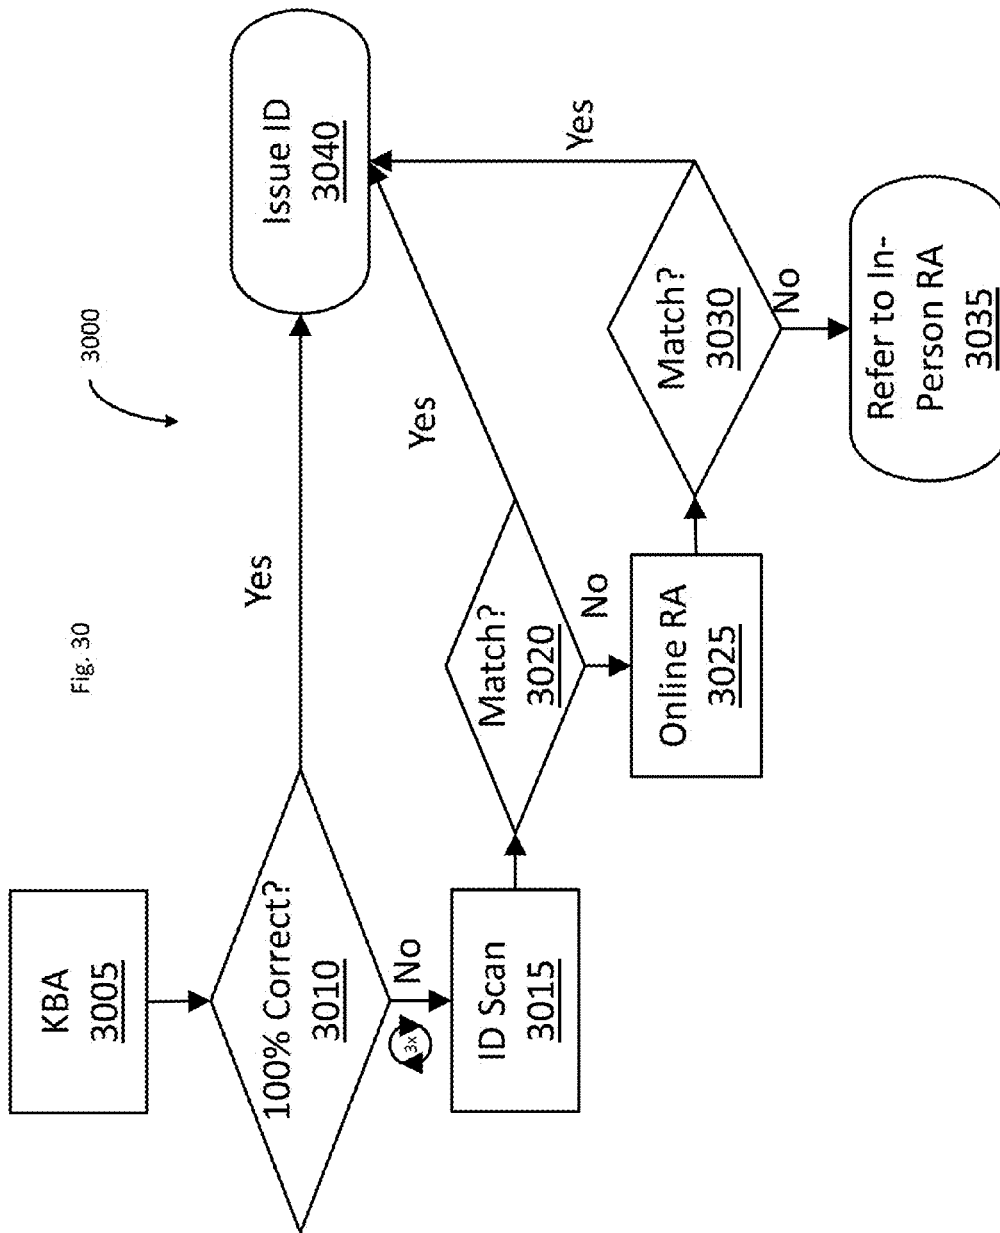 Fig. 30
3000
KBA
3005
100% Correct?
3010
Yes
No
3x
ID Scan
3015
Match?
3020
Yes
No
Online RA
3025
Match?
3030
Yes
No
Issue ID
3040
Refer to In-
Person RA
3035